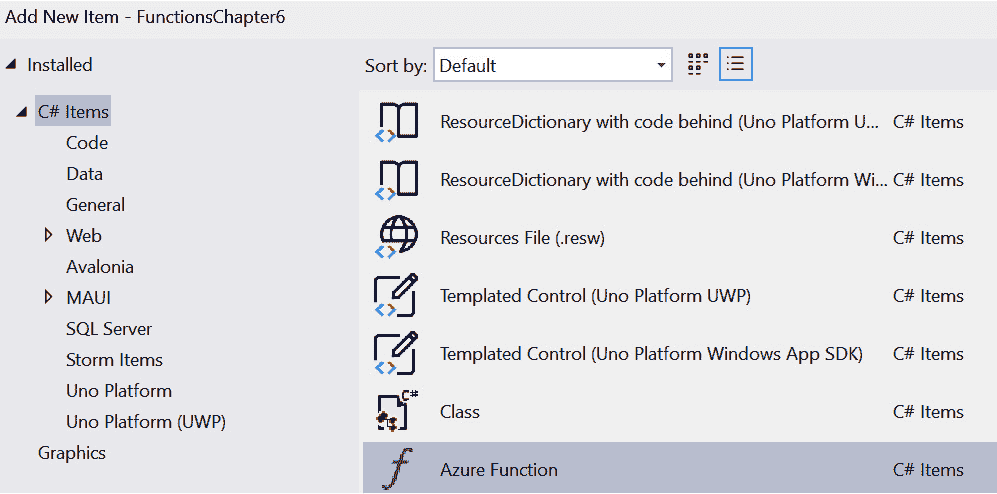 Add New Item - FunctionsChapter6
Installed
Sort by: Default
C# Items
Code
Data
General
Web
Avalonia
MAUI
SQL Server
Storm Items
Uno Platform
Uno Platform (UWP)
Graphics
ResourceDictionary with code behind (Uno Platform U... C# Items
ResourceDictionary with code behind (Uno Platform Wi... C# Items
Resources File (.resw) C# Items
Templated Control (Uno Platform UWP) C# Items
Templated Control (Uno Platform Windows App SDK) C# Items
C#
Class C# Items
Azure Function C# Items